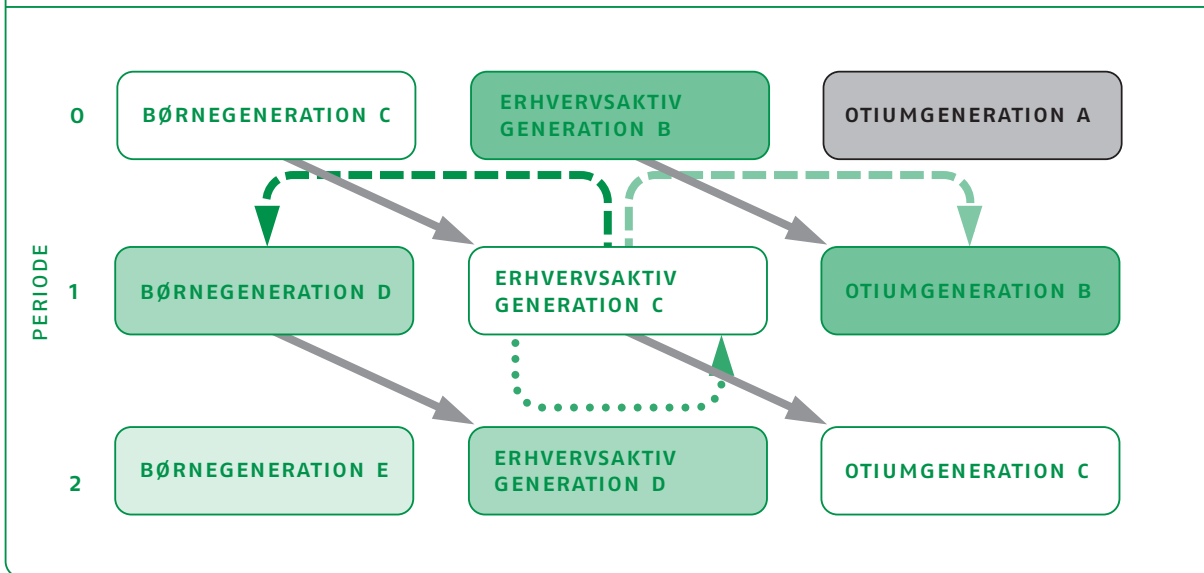 0
BØRNEGENERATION C
ERHVERVSAKTIV
GENERATION B
OTIUMGENERATION A
PERIODE
1
BØRNEGENERATION D
ERHVERVSAKTIV
GENERATION C
OTIUMGENERATION B
2
BØRNEGENERATION E
ERHVERVSAKTIV
GENERATION D
OTIUMGENERATION C